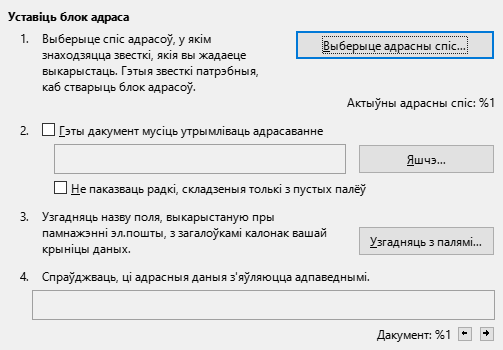 Уставіць блок адраса
1. Выберыце спіс адрасоў, у якім
знаходзяцца звесткі, якія вы жадаеце
выкарыстаць. Гэтыя звесткі патрэбныя,
каб стварыць блок адрасоў.
Выберыце адрасны спіс...
Актыўны адрасны спіс: %1
2. Гэты дакумент мусіць утрымліваць адрасаванне
Яшчэ...
Не паказваць радкі, складзеныя толькі з пустых палёў
3. Узгадняць назву поля, выкарыстаную пры
памнажэнні эл.пошты, з загалоўкамі калонак вашай
крыніцы даных.
Узгадняць з палямі...
4. Спраўджваць, ці адрасныя даныя з'яўляюцца адпаведнымі.
Дакумент: %1